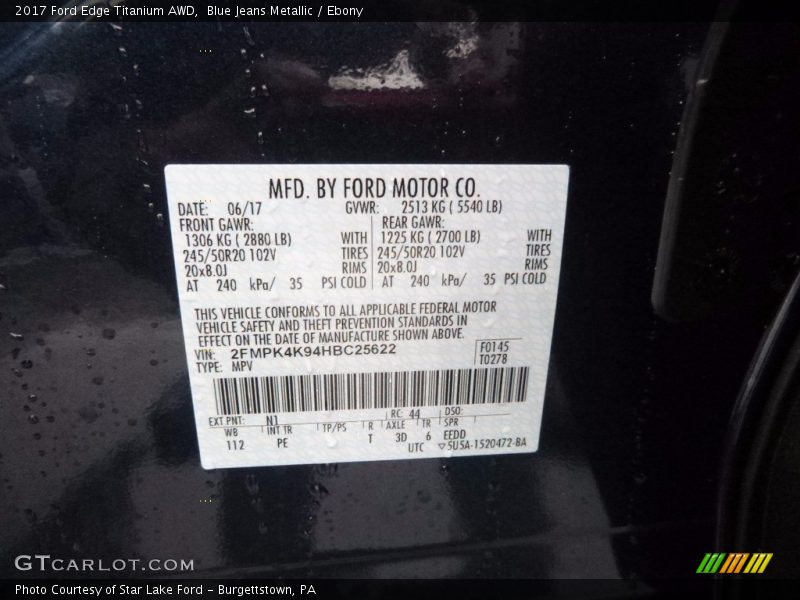 2017 Ford Edge Titanium AWD,  Blue Jeans Metallic / Ebony
MFD. BY FORD MOTOR CO.
DATE: 06/17 GVWR: 2513 KG ( 5540 LB)
FRONT GAWR: REAR GAWR:
1306 KG ( 2880 LB) WITH 1225 KG ( 2700 LB) WITH
245/50R20 102V TIRES 245/50R20 102V TIRES
20x8.0J RIMS 20x8.0J RIMS
AT 240 kPa/ 35 PSI COLD AT 240 kPa/ 35 PSI COLD
THIS VEHICLE CONFORMS TO ALL APPLICABLE FEDERAL MOTOR
VEHICLE SAFETY AND THEFT PREVENTION STANDARDS IN
EFFECT ON THE DATE OF MANUFACTURE SHOWN ABOVE.
VIN: 2FMPK4K94HBC25622 F0145
TYPE: MPV T0278
EXT PNT: N1 RC: 44 DSO:
WB INT TR TP/PS R AXLE TR SPR
112 PE T 3D 6 EEDD
UTC ▽5U5A-1520472-BA
GTCARLOT.COM
Photo Courtesy of Star Lake Ford - Burgettstown, PA